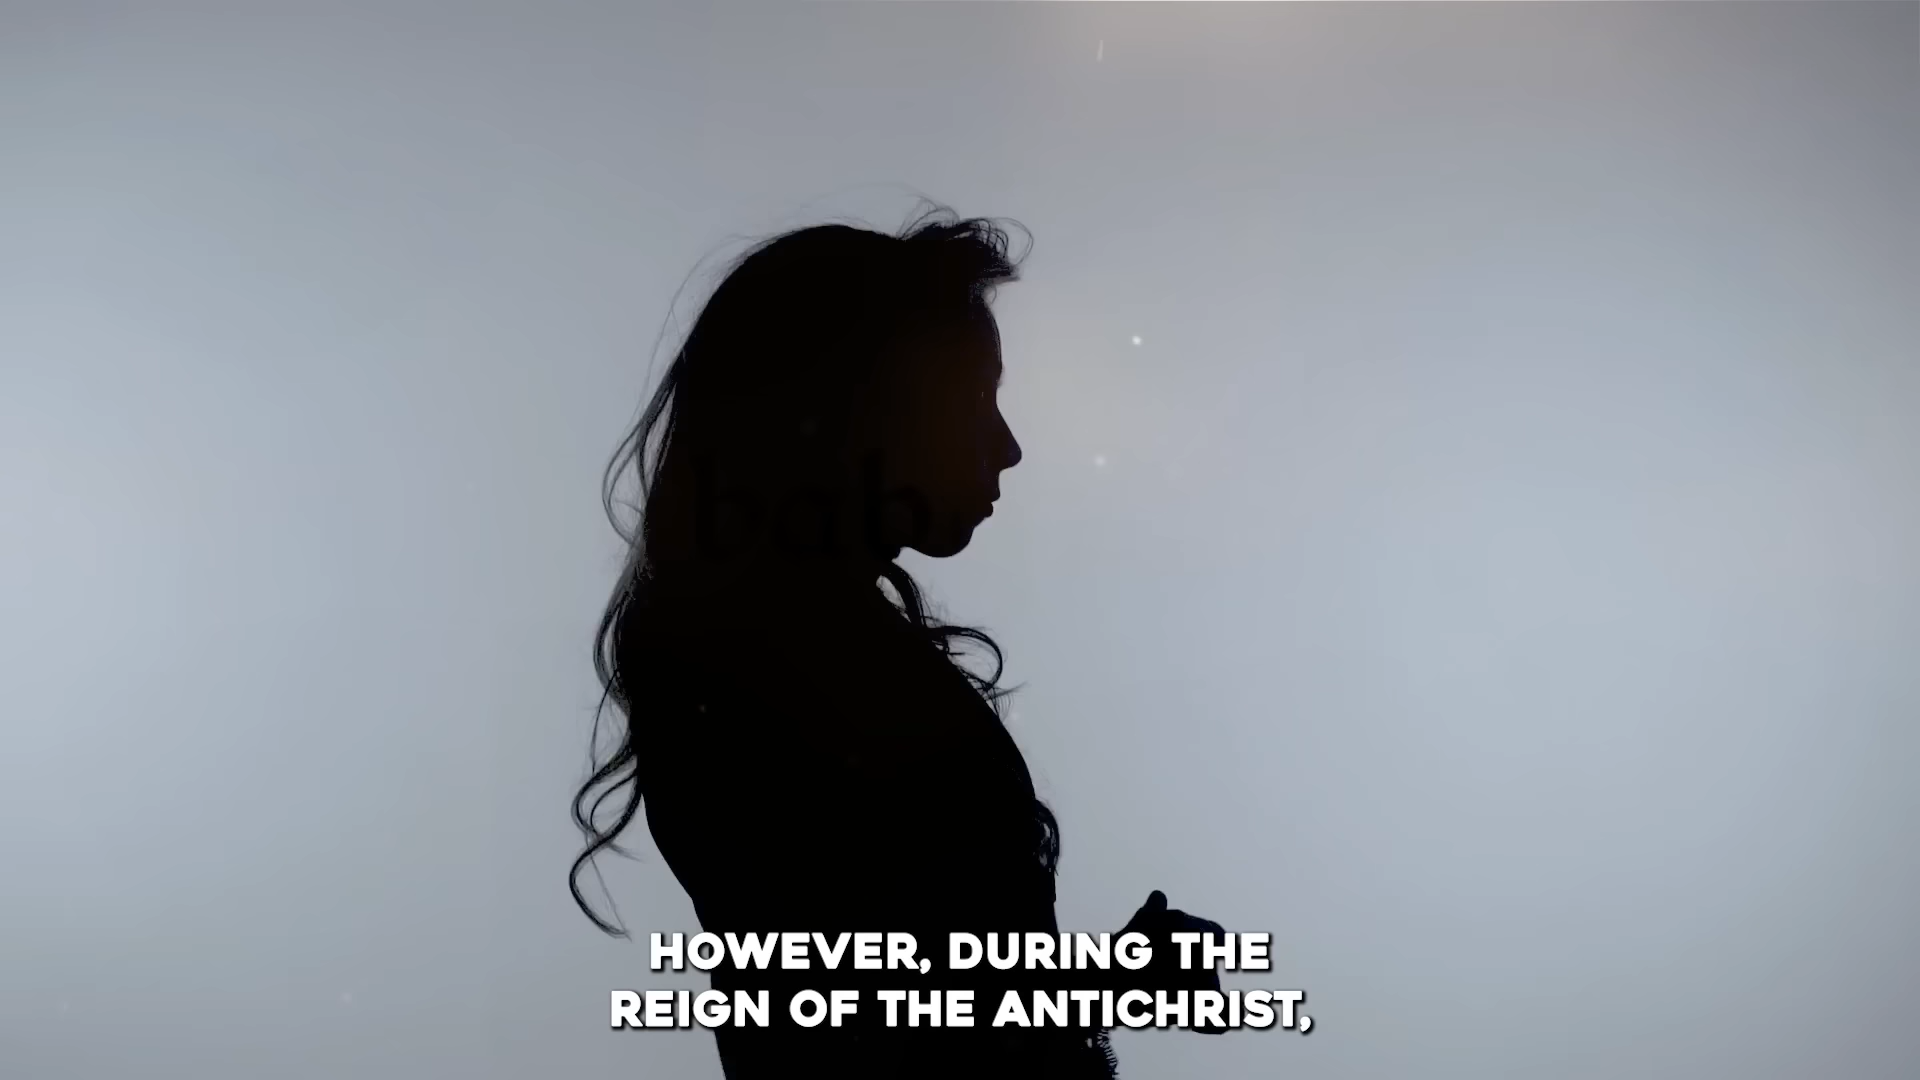 HOWEVER, DURING THE
REIGN OF THE ANTICHRIST,